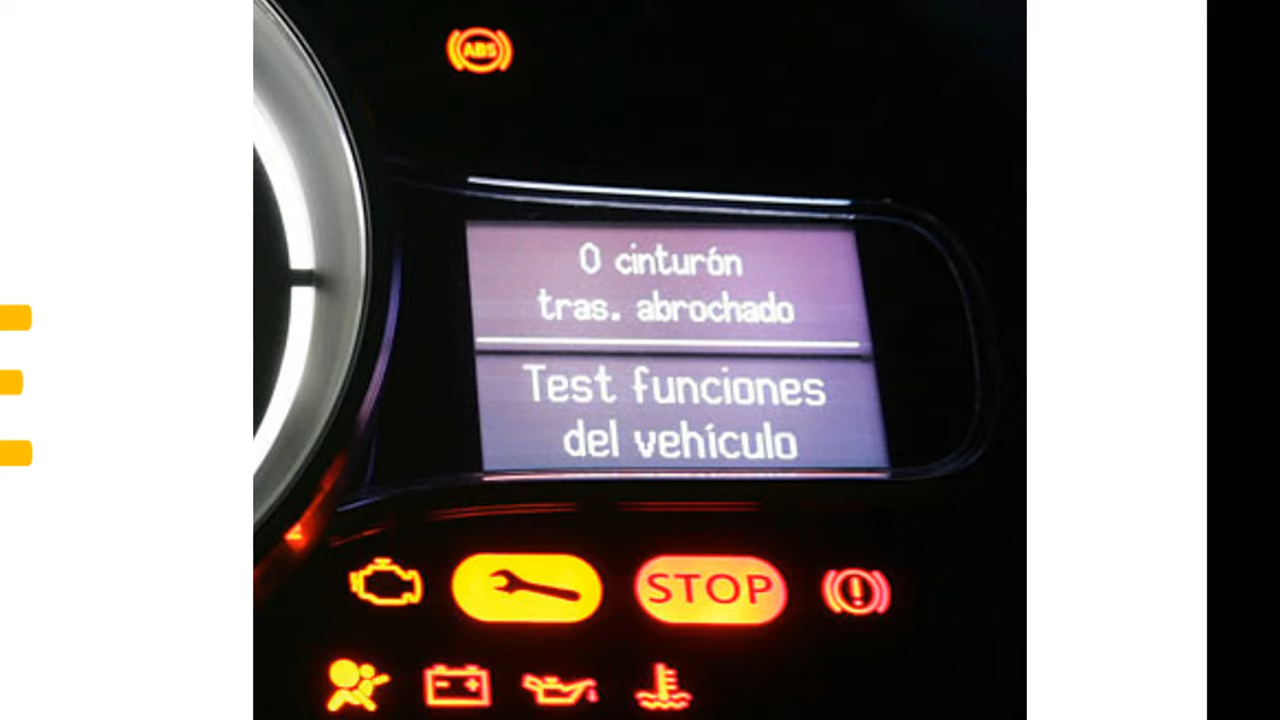 ABS
0 cinturón
tras. abrochado
Test funciones
del vehículo
STOP